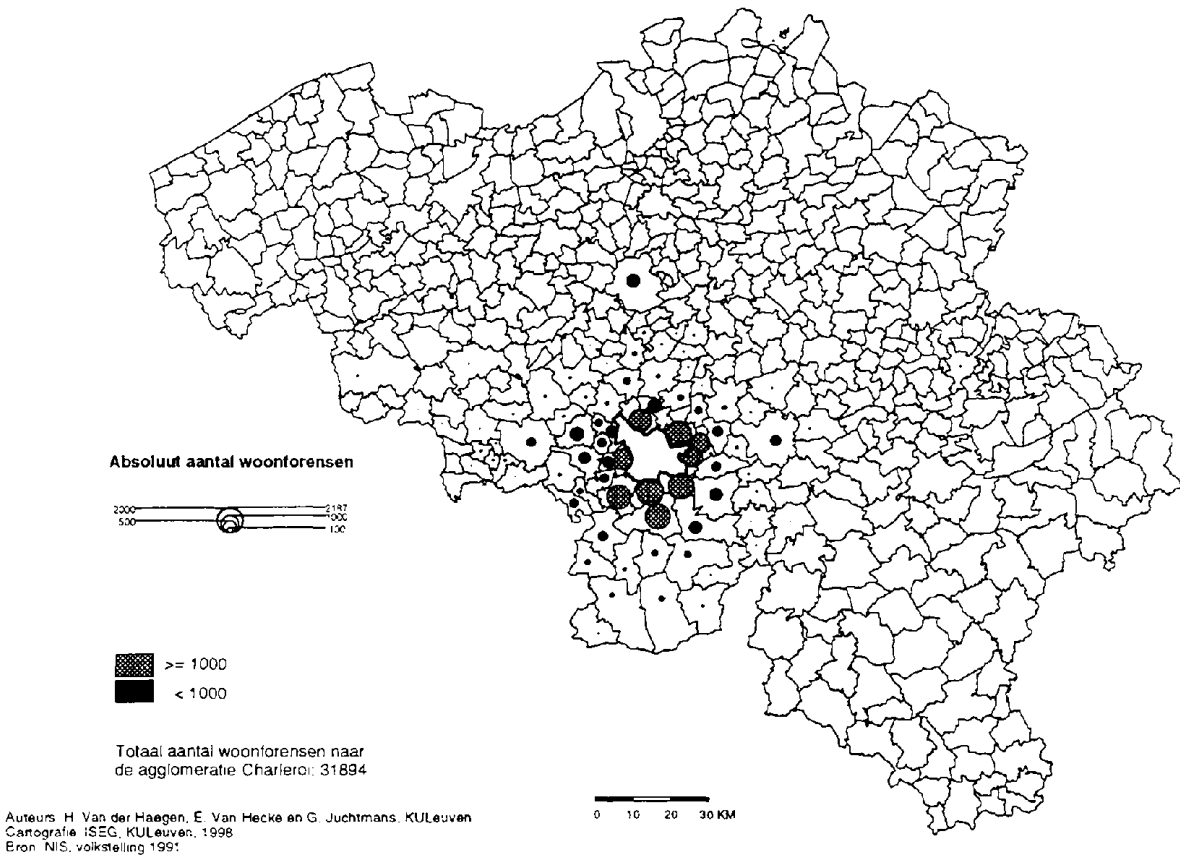 Absoluut aantal woonforensen
2000 2187
500 1000
100
>= 1000
< 1000
Totaal aantal woonforensen naar
de agglomeratie Charleroi: 31894
0 10 20 30 KM
Auteurs H. Van der Haegen, E. Van Hecke en G. Juchtmans, KULeuven
Cartografie ISEG, KULeuven, 1998
Bron NIS, volkstelling 1991